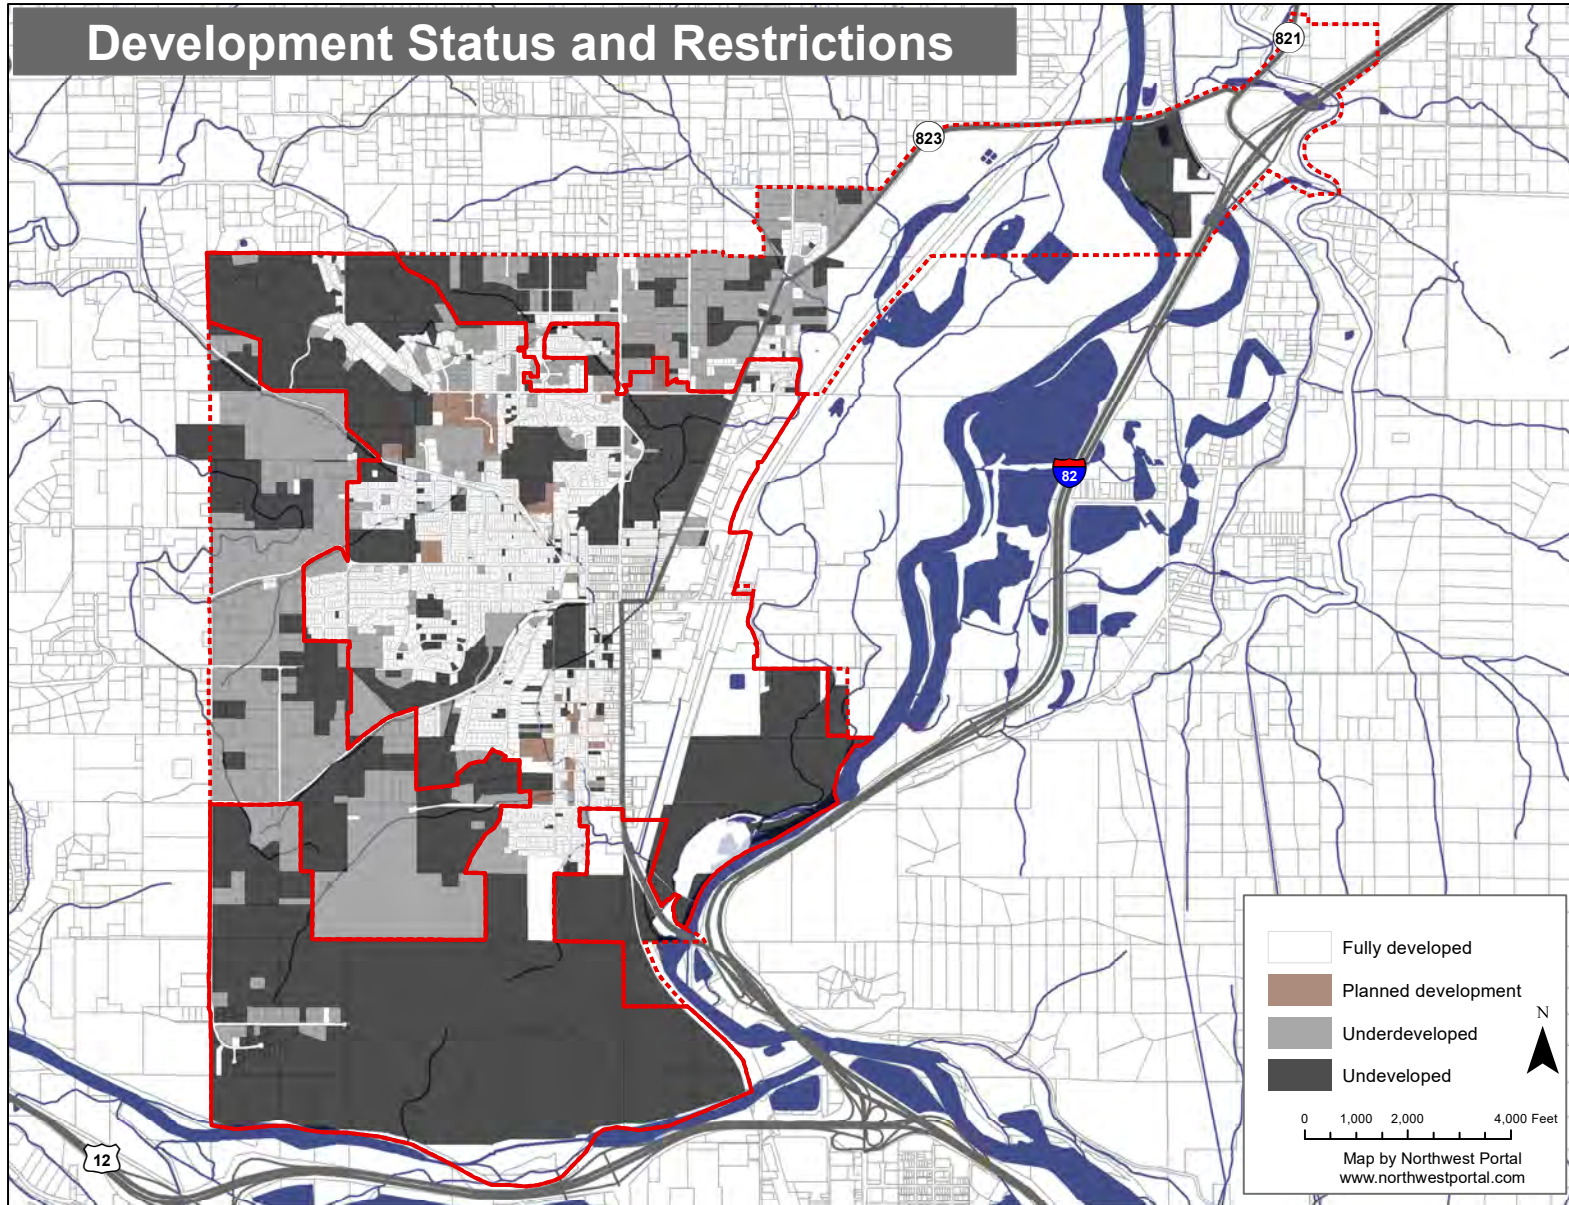 Development Status and Restrictions
821
823
82
12
Fully developed
Planned development
Underdeveloped
Undeveloped
N
0 1,000 2,000 4,000 Feet
Map by Northwest Portal
www.northwestportal.com